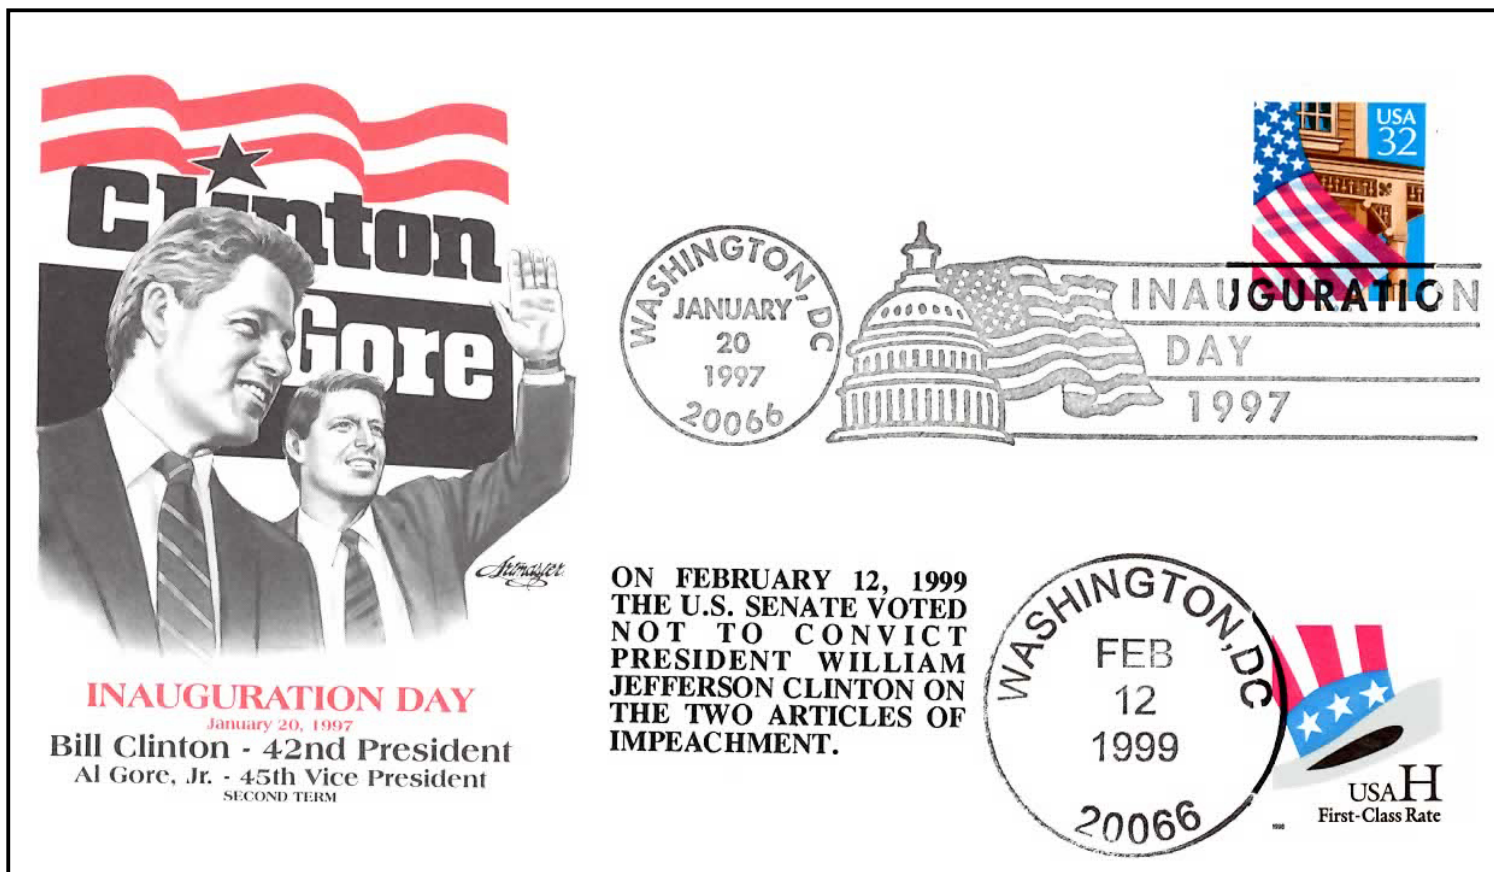 Clinton
Gore
Artmaster
INAUGURATION DAY
January 20, 1997
Bill Clinton - 42nd President
Al Gore, Jr. - 45th Vice President
SECOND TERM
USA
32
WASHINGTON, DC
JANUARY
20
1997
20066
INAUGURATION
DAY
1997
ON FEBRUARY 12, 1999
THE U.S. SENATE VOTED
NOT TO CONVICT
PRESIDENT WILLIAM
JEFFERSON CLINTON ON
THE TWO ARTICLES OF
IMPEACHMENT.
WASHINGTON, DC
FEB
12
1999
20066
USA H
First-Class Rate
1998